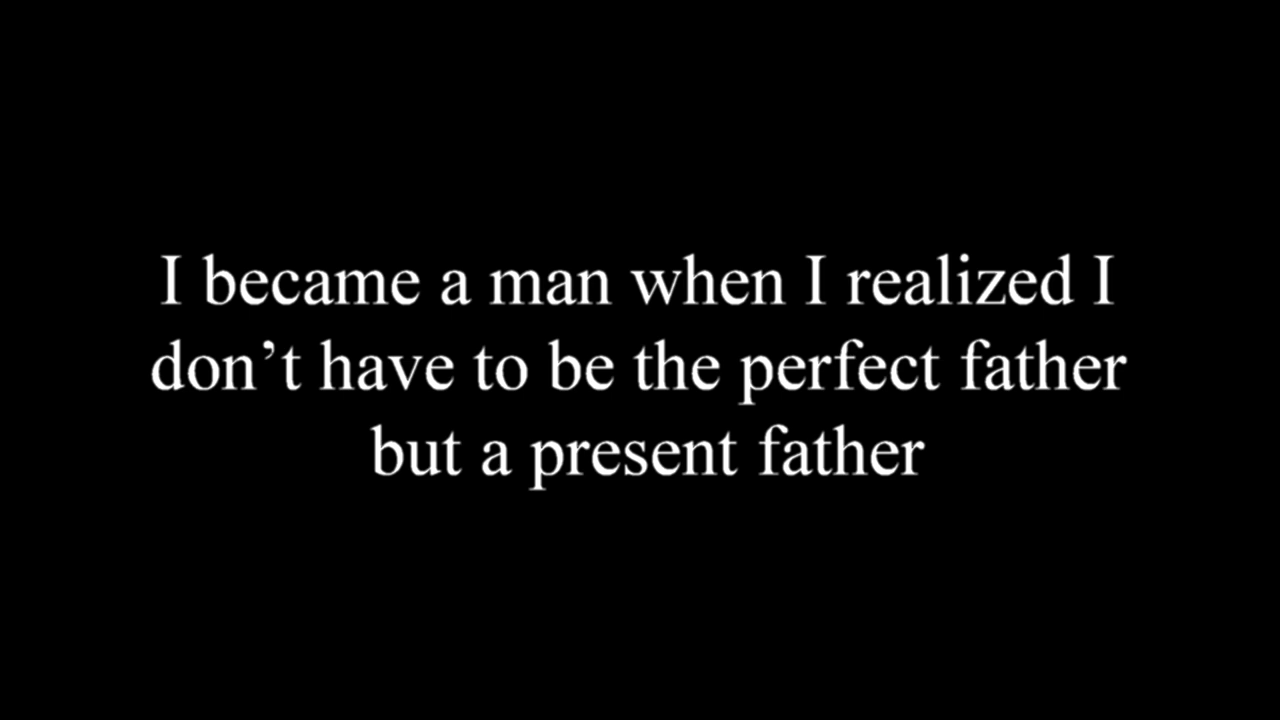 I became a man when I realized I
don’t have to be the perfect father
but a present father